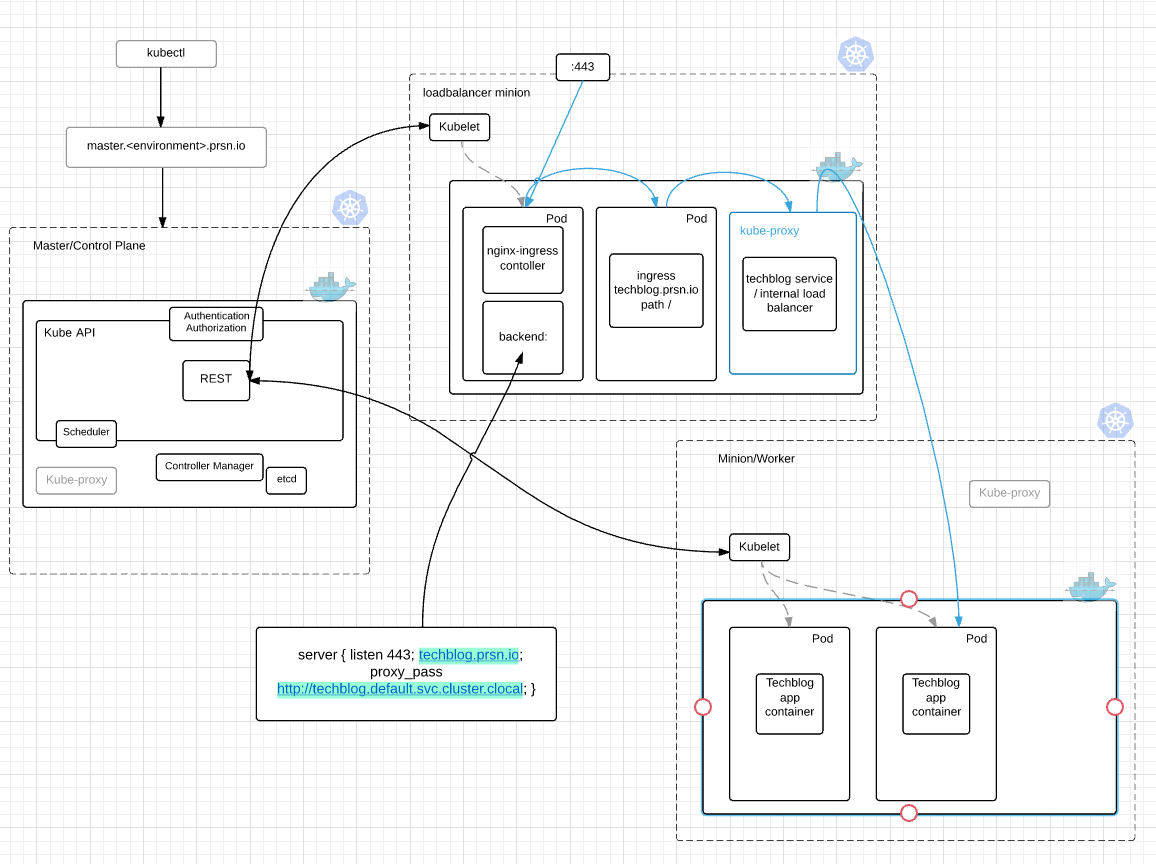 kubectl
master.<environment>.prsn.io
Master/Control Plane
Kube API
Authentication
Authorization
REST
Scheduler
Kube-proxy
Controller Manager
etcd
:443
loadbalancer minion
Kubelet
Pod
nginx-ingress
contoller
backend:
Pod
ingress
techblog.prsn.io
path /
kube-proxy
techblog service
/ internal load
balancer
server { listen 443; techblog.prsn.io;
proxy_pass
http://techblog.default.svc.cluster.clocal; }
Minion/Worker
Kube-proxy
Kubelet
Pod
Techblog
app
container
Pod
Techblog
app
container